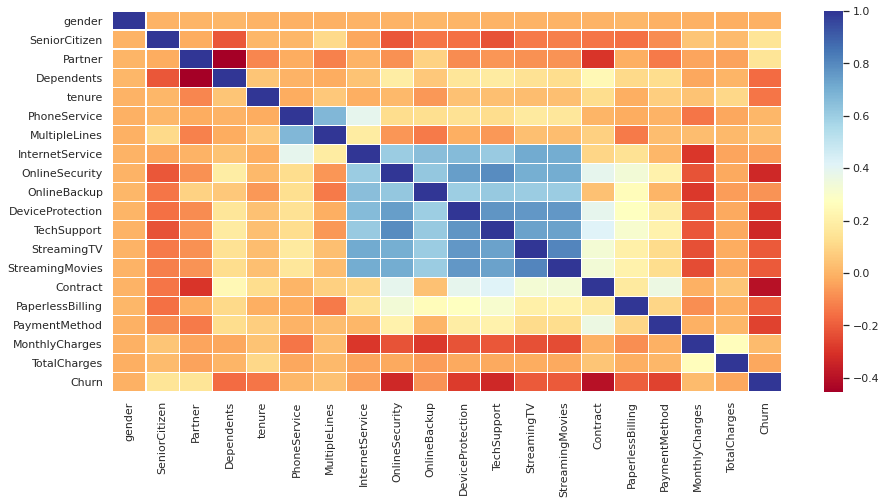 gender
SeniorCitizen
Partner
Dependents
tenure
PhoneService
MultipleLines
InternetService
OnlineSecurity
OnlineBackup
DeviceProtection
TechSupport
StreamingTV
StreamingMovies
Contract
PaperlessBilling
PaymentMethod
MonthlyCharges
TotalCharges
Churn
gender
SeniorCitizen
Partner
Dependents
tenure
PhoneService
MultipleLines
InternetService
OnlineSecurity
OnlineBackup
DeviceProtection
TechSupport
StreamingTV
StreamingMovies
Contract
PaperlessBilling
PaymentMethod
MonthlyCharges
TotalCharges
Churn
1.0
0.8
0.6
0.4
0.2
0.0
−0.2
−0.4